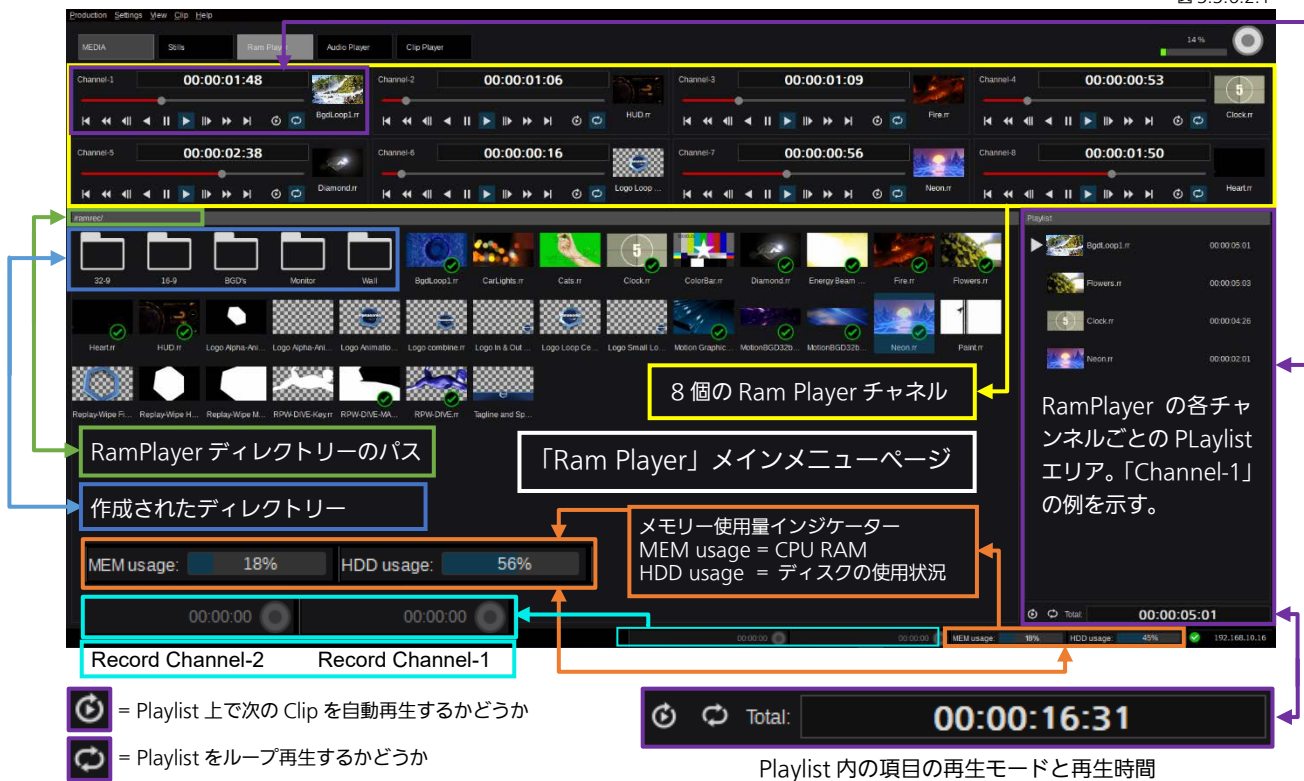 Production Settings View Clip Help
MEDIA Stills Ram Player Audio Player Clip Player 14 %
Channel-1 00:00:01:48 BgdLoop1.rr
Channel-2 00:00:01:06 HUD.rr
Channel-3 00:00:01:09 Fire.rr
Channel-4 00:00:00:53 5 Clock.rr
Channel-5 00:00:02:38 Diamond.rr
Channel-6 00:00:00:16 Logo Loop ...
Channel-7 00:00:00:56 Neon.rr
Channel-8 00:00:01:50 Heart.rr
/ramrec/
32-9 16-9 BGD's Monitor Wall BgdLoop1.rr CarLights.rr Cats.rr Clock.rr ColorBar.rr Diamond.rr EnergyBeam ... Fire.rr Flowers.rr
Heart.rr HUD.rr Logo Alpha-Ani... Logo Alpha-Ani... Logo Animatio... Logo combine.rr Logo In & Out ... Logo Loop Ce... Logo Small Lo... Motion Graphic... MotionBGD32b... MotionBGD32b... Neon.rr Paint.rr
Replay-Wipe Fi... Replay-Wipe H... Replay-Wipe M... RPW-DIVE-Key.rr RPW-DIVE-MA... RPW-DIVE.rr Tagline and Sp...
Playlist
BgdLoop1.rr 00:00:05:01
Flowers.rr 00:00:05:03
5 Clock.rr 00:00:04:26
Neon.rr 00:00:02:01
8 個の Ram Player チャネル
RamPlayer の各チャ
ンネルごとの PLaylist
エリア。「Channel-1」
の例を示す。
RamPlayer ディレクトリーのパス
「Ram Player」メインメニューページ
作成されたディレクトリー
メモリー使用量インジケーター
MEM usage = CPU RAM
HDD usage = ディスクの使用状況
MEM usage: 18% HDD usage: 56%
00:00:00 00:00:00
Total: 00:00:05:01
00:00:00 00:00:00 MEM usage: 18% HDD usage: 45% 192.168.10.16
Record Channel-2 Record Channel-1
= Playlist 上で次の Clip を自動再生するかどうか
= Playlist をループ再生するかどうか
Total: 00:00:16:31
Playlist 内の項目の再生モードと再生時間